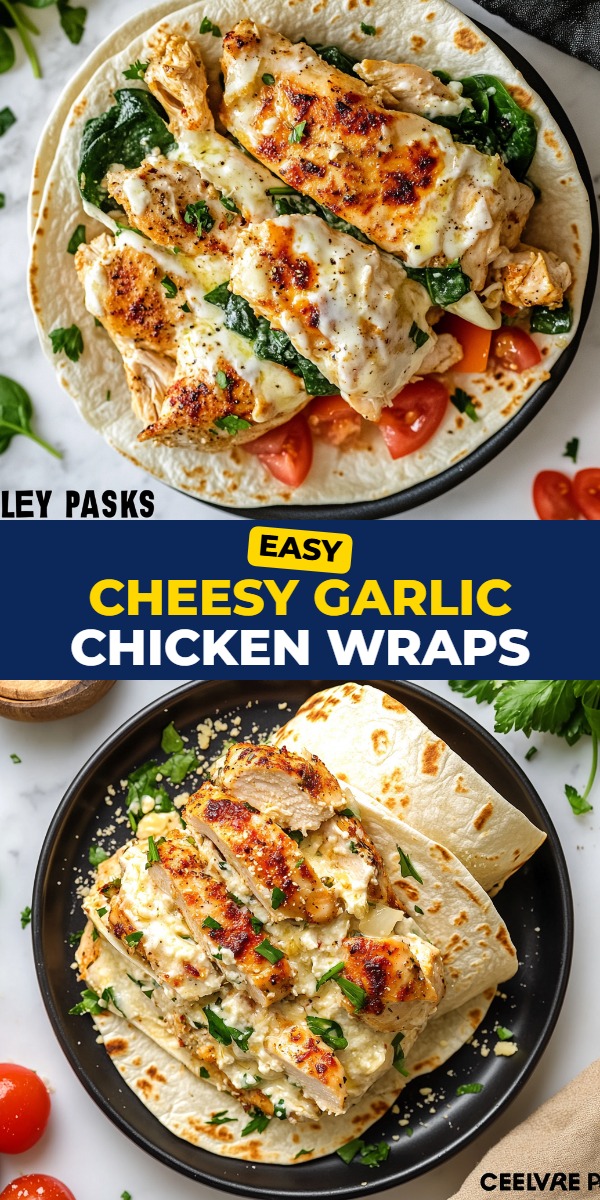 LEY PASKS
EASY
CHEESY GARLIC
CHICKEN WRAPS
CEELVRE P